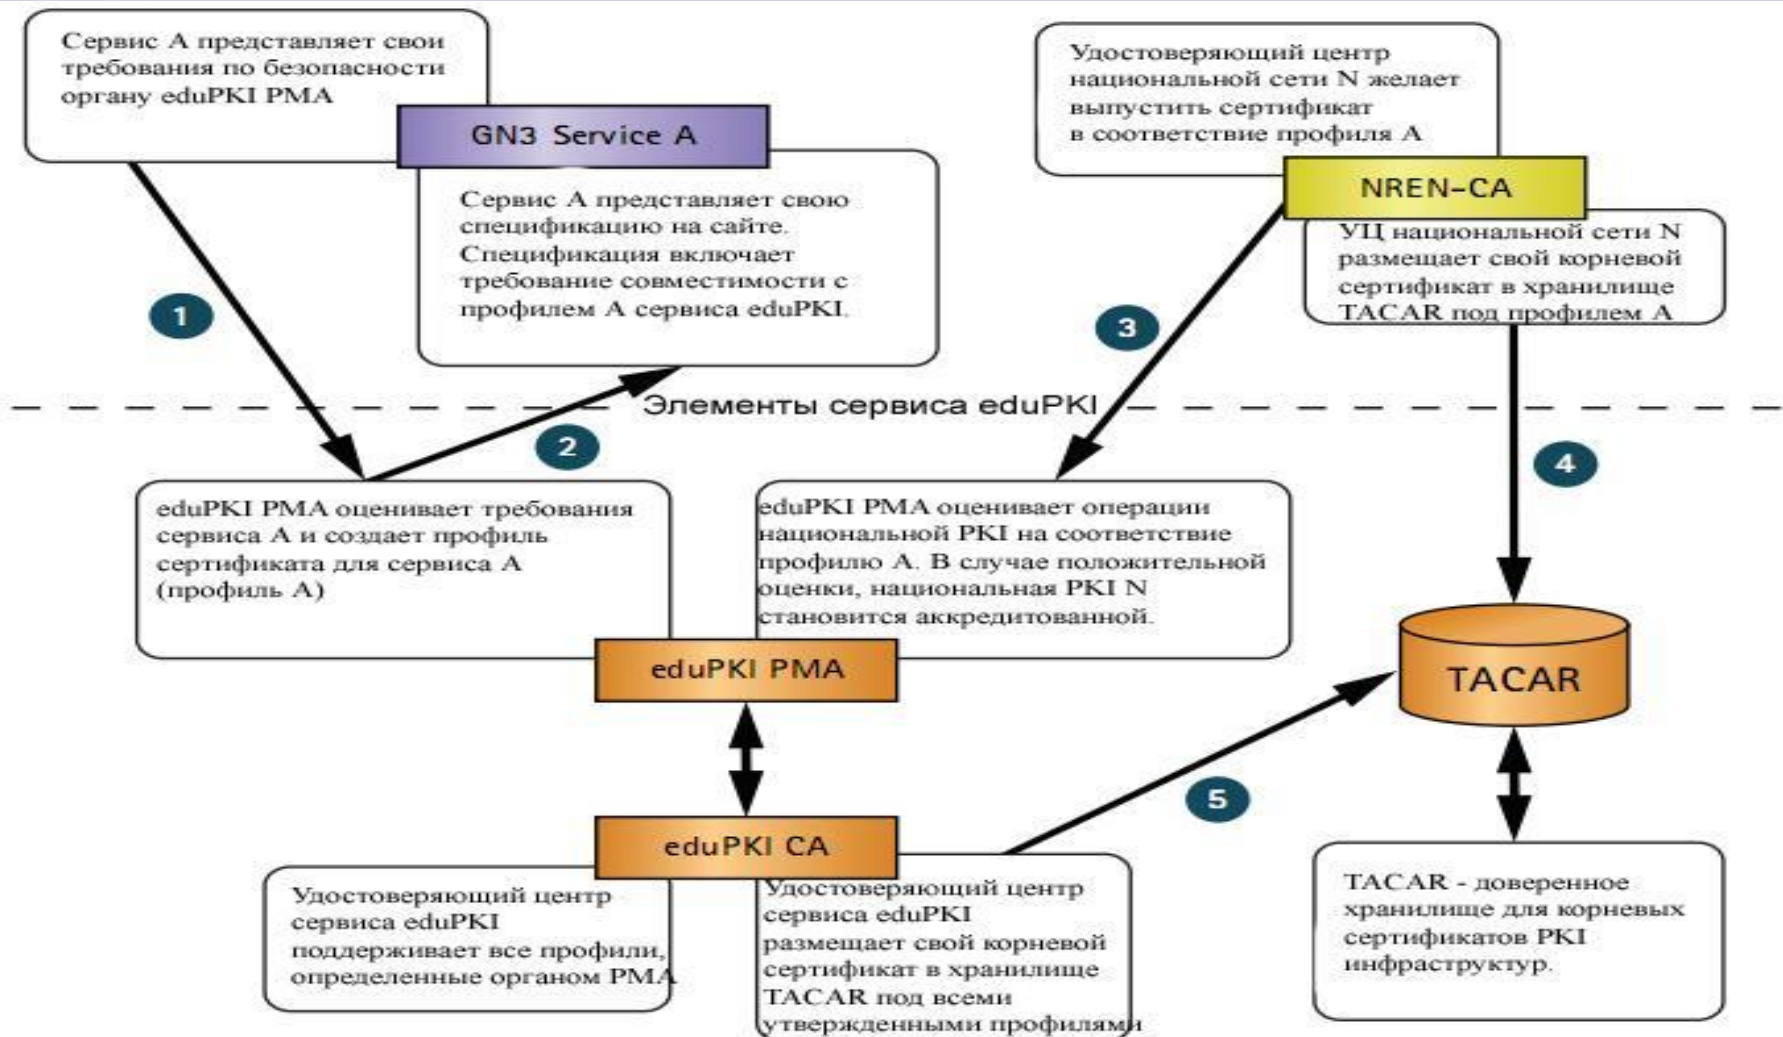 Сервис А представляет свои
требования по безопасности
органу eduPKI PMA
GN3 Service A
Сервис А представляет свою
спецификацию на сайте.
Спецификация включает
требование совместимости с
профилем А сервиса eduPKI.
Удостоверяющий центр
национальной сети N желает
выпустить сертификат
в соответствие профиля А
NREN-CA
УЦ национальной сети N
размещает свой корневой
сертификат в хранилище
TACAR под профилем А
1
3
Элементы сервиса eduPKI
2
4
eduPKI PMA оценивает требования
сервиса А и создает профиль
сертификата для сервиса А
(профиль А)
eduPKI PMA оценивает операции
национальной PKI на соответствие
профилю А. В случае положительной
оценки, национальная PKI N
становится аккредитованной.
eduPKI PMA
TACAR
5
eduPKI CA
Удостоверяющий центр
сервиса eduPKI
поддерживает все профили,
определенные органом PMA
Удостоверяющий центр
сервиса eduPKI
размещает свой корневой
сертификат в хранилище
TACAR под всеми
утвержденными профилями
TACAR - доверенное
хранилище для корневых
сертификатов PKI
инфраструктур.